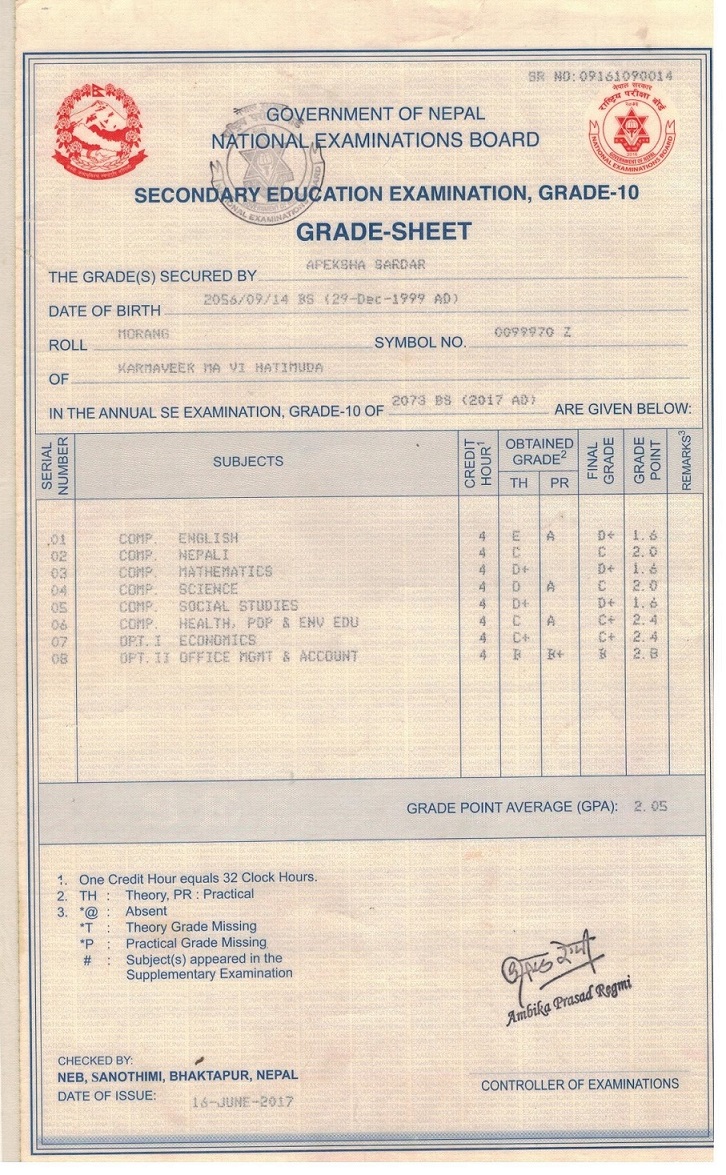 SR NO:09161090014
नेपाल सरकार
राष्ट्रिय परीक्षा बोर्ड
NATIONAL EXAMINATIONS BOARD
GOVERNMENT OF NEPAL
NATIONAL EXAMINATIONS BOARD
SECONDARY EDUCATION EXAMINATION, GRADE-10
GRADE-SHEET
THE GRADE(S) SECURED BY APEKSHA SARDAR
DATE OF BIRTH 2056/09/14 BS (29-Dec-1999 AD)
ROLL MORANG SYMBOL NO. 0099970 Z
OF KARMAVEER MA VI HATIMUDA
IN THE ANNUAL SE EXAMINATION, GRADE-10 OF 2073 BS (2017 AD) ARE GIVEN BELOW:
SERIAL NUMBER SUBJECTS CREDIT HOUR1 OBTAINED GRADE2 TH PR FINAL GRADE GRADE POINT REMARKS3
01 COMP. ENGLISH 4 E A D+ 1.6
02 COMP. NEPALI 4 C C 2.0
03 COMP. MATHEMATICS 4 D+ D+ 1.6
04 COMP. SCIENCE 4 D A C 2.0
05 COMP. SOCIAL STUDIES 4 D+ D+ 1.6
06 COMP. HEALTH, POP & ENV EDU 4 C A C+ 2.4
07 OPT.I ECONOMICS 4 C+ C+ 2.4
08 OPT.II OFFICE MGMT & ACCOUNT 4 B B+ B 2.8
GRADE POINT AVERAGE (GPA): 2.05
1. One Credit Hour equals 32 Clock Hours.
2. TH : Theory, PR : Practical
3. *@ : Absent
*T : Theory Grade Missing
*P : Practical Grade Missing
# : Subject(s) appeared in the
Supplementary Examination
Ambika Prasad Regmi
CHECKED BY:
NEB, SANOTHIMI, BHAKTAPUR, NEPAL
DATE OF ISSUE: 16-JUNE-2017
CONTROLLER OF EXAMINATIONS